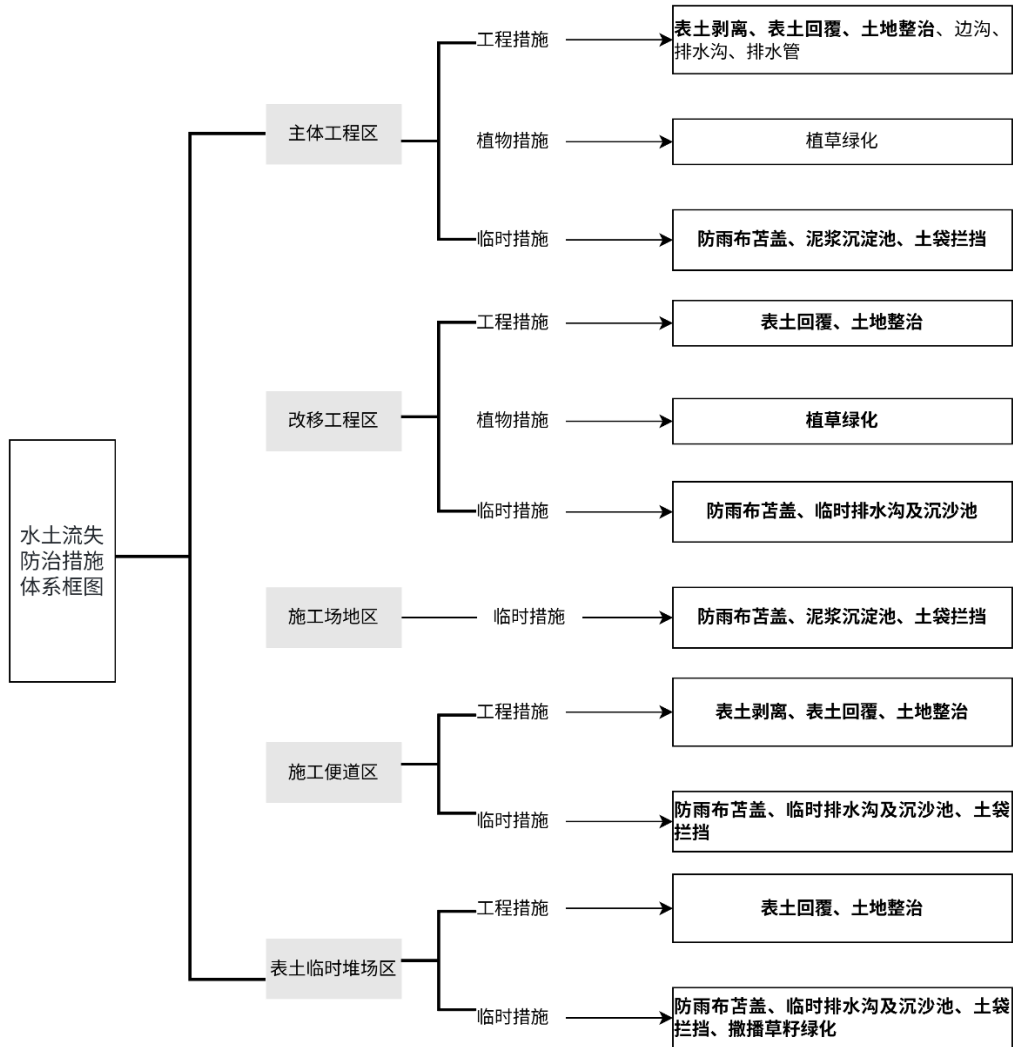 水土流失
防治措施
体系框图
主体工程区
工程措施
表土剥离、表土回覆、土地整治、边沟、
排水沟、排水管
植物措施
植草绿化
临时措施
防雨布苫盖、泥浆沉淀池、土袋拦挡
改移工程区
工程措施
表土回覆、土地整治
植物措施
植草绿化
临时措施
防雨布苫盖、临时排水沟及沉沙池
施工场地区
临时措施
防雨布苫盖、泥浆沉淀池、土袋拦挡
施工便道区
工程措施
表土剥离、表土回覆、土地整治
临时措施
防雨布苫盖、临时排水沟及沉沙池、土袋
拦挡
表土临时堆场区
工程措施
表土回覆、土地整治
临时措施
防雨布苫盖、临时排水沟及沉沙池、土袋
拦挡、撒播草籽绿化